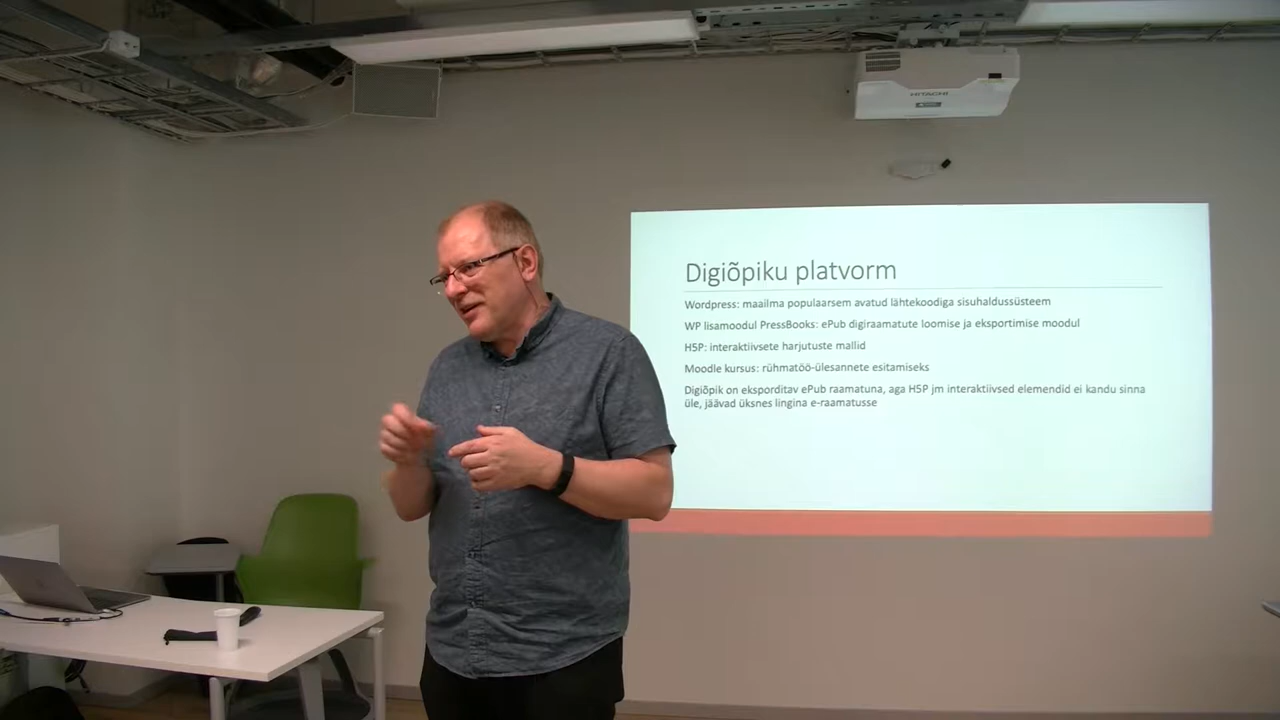 HITACHI
Digiõpiku platvorm
Wordpress: maailma populaarsem avatud lähtekoodiga sisuhaldussüsteem
WP lisamoodul PressBooks: ePub digiraamatute loomise ja eksportimise moodul
H5P: interaktiivsete harjutuste mallid
Moodle kursus: rühmatöö-ülesannete esitamiseks
Digiõpik on eksporditav ePub raamatuna, aga H5P jm interaktiivsed elemendid ei kandu sinna
üle, jäävad üksnes lingina e-raamatusse